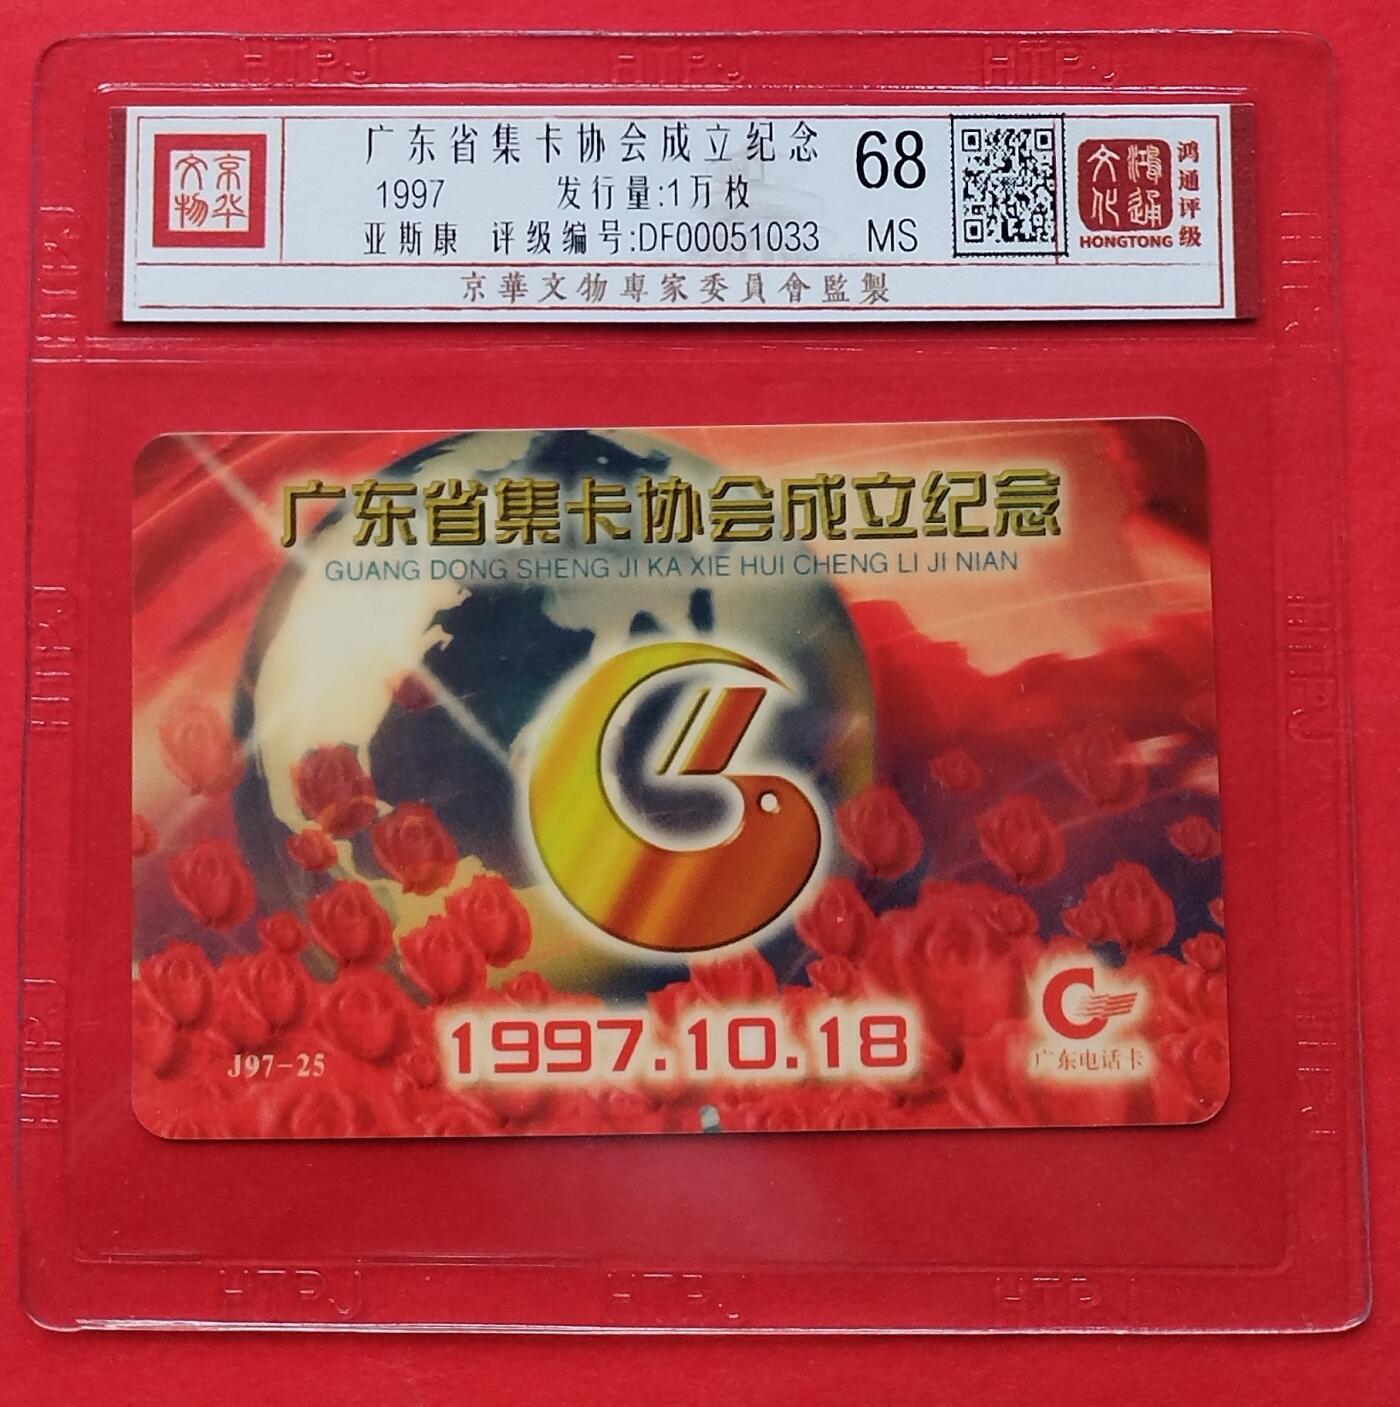 HTPJ HTPJ HTPJ
京华文物
广东省集卡协会成立纪念
1997 发行量:1万枚
亚斯康 评级编号:DF00051033
68
MS
鸿通文化
HONGTONG
鸿通评级
京華文物專家委員會監製
广东省集卡协会成立纪念
GUANG DONG SHENG JI KA XIE HUI CHENG LI JI NIAN
J97-25
1997.10.18
广东电话卡
HTPJ HTPJ HTPJ